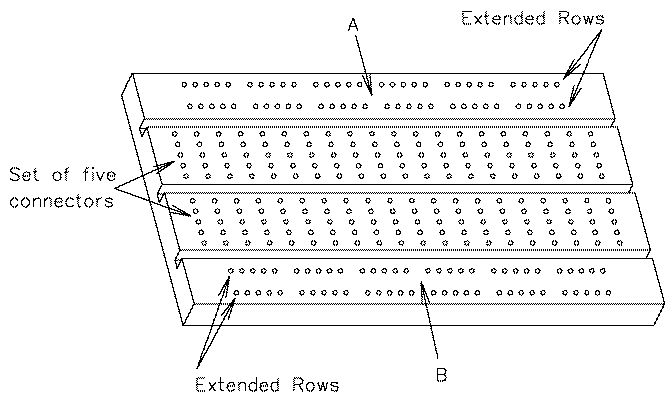 Extended Rows
A
Set of five
connectors
B
Extended Rows